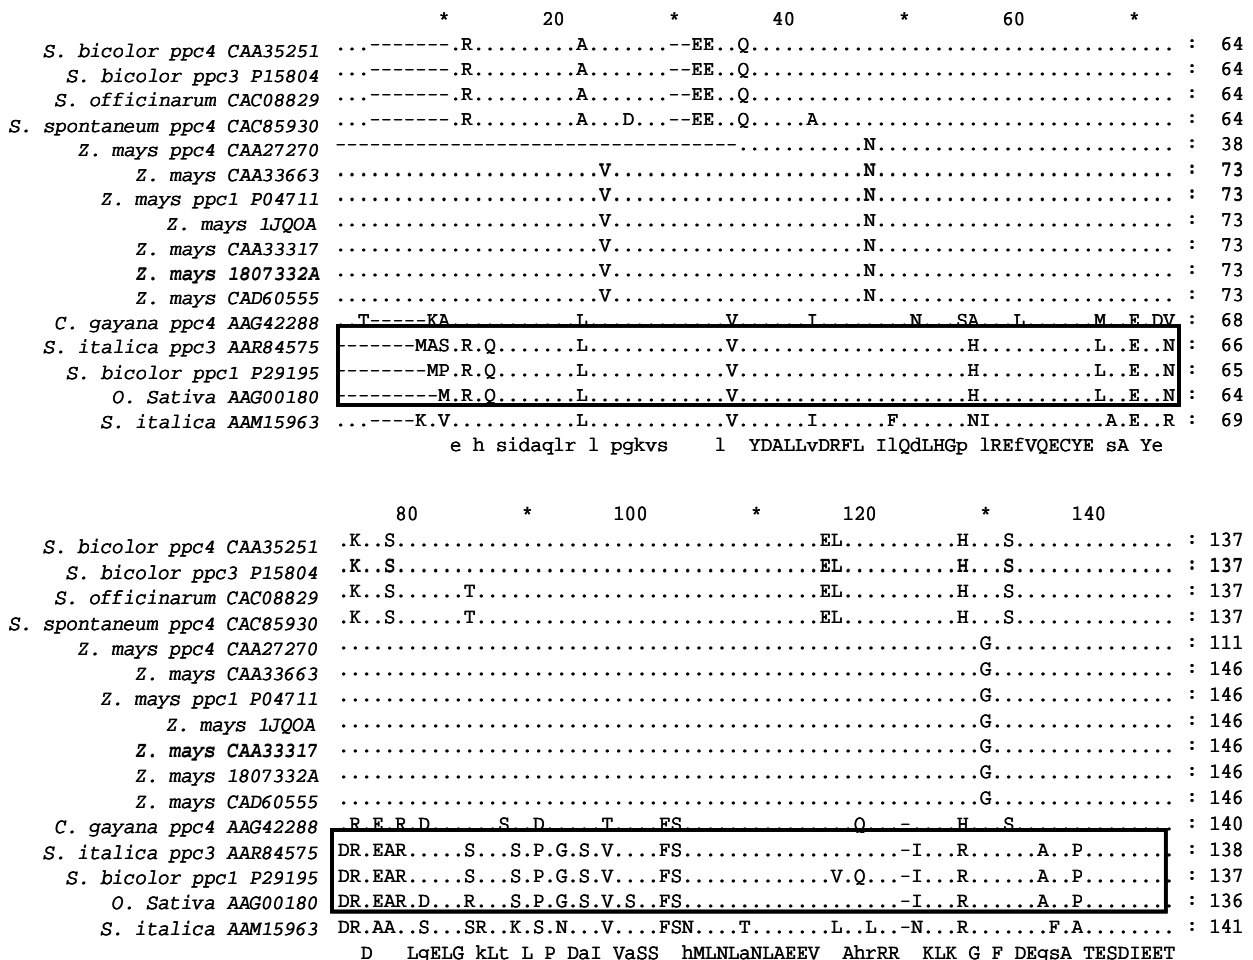 * 20 * 40 * 60 *
S. bicolor ppc4 CAA35251 ...-------.R.........A.......--EE..Q..................................... : 64
S. bicolor ppc3 P15804 ...-------.R.........A.......--EE..Q..................................... : 64
S. officinarum CAC08829 ...-------.R.........A.......--EE..Q..................................... : 64
S. spontaneum ppc4 CAC85930 ...-------.R.........A...D...--EE..Q.....A............................... : 64
Z. mays ppc4 CAA27270 -----------------------------------...........N.......................... : 38
Z. mays CAA33663 .......................V......................N.......................... : 73
Z. mays ppc1 P04711 .......................V......................N.......................... : 73
Z. mays 1JQOA .......................V......................N.......................... : 73
Z. mays CAA33317 .......................V......................N.......................... : 73
Z. mays 1807332A .......................V......................N.......................... : 73
Z. mays CAD60555 .......................V......................N.......................... : 73
C. gayana ppc4 AAG42288 ..T-----KA...........L............V......I........N...SA...L......M..E.DV : 68
S. italica ppc3 AAR84575 -------MAS.R.Q.......L............V....................H..........L..E..N : 66
S. bicolor ppc1 P29195 --------MP.R.Q.......L............V....................H..........L..E..N : 65
O. Sativa AAG00180 ---------M.R.Q.......L............V....................H..........L..E..N : 64
S. italica AAM15963 ...----K.V...........L............V......I......F......NI..........A.E..R : 69
e h sidaqlr l pgkvs l YDALLvDRFL IlQdLHGp lREfVQECYE sA Ye
80 * 100 * 120 * 140
S. bicolor ppc4 CAA35251 .K..S.....................................EL..........H...S.............. : 137
S. bicolor ppc3 P15804 .K..S.....................................EL..........H...S.............. : 137
S. officinarum CAC08829 .K..S......T..............................EL..........H...S.............. : 137
S. spontaneum ppc4 CAC85930 .K..S......T..............................EL..........H...S.............. : 137
Z. mays ppc4 CAA27270 ........................................................G................ : 111
Z. mays CAA33663 ........................................................G................ : 146
Z. mays ppc1 P04711 ........................................................G................ : 146
Z. mays 1JQOA ........................................................G................ : 146
Z. mays CAA33317 ........................................................G................ : 146
Z. mays 1807332A ........................................................G................ : 146
Z. mays CAD60555 ........................................................G................ : 146
C. gayana ppc4 AAG42288 .R.E.R.D......S..D.....T....FS...............Q...-....H...S.............. : 140
S. italica ppc3 AAR84575 DR.EAR.....S...S.P.G.S.V....FS...................-I...R......A..P........ : 138
S. bicolor ppc1 P29195 DR.EAR.....S...S.P.G.S.V....FS.............V.Q...-I...R......A..P........ : 137
O. Sativa AAG00180 DR.EAR.D...R...S.P.G.S.V.S..FS...................-I...R......A..P........ : 136
S. italica AAM15963 DR.AA..S...SR..K.S.N...V....FSN....T.......L..L..-N...R.......F.A........ : 141
D LgELG kLt L P DaI VaSS hMLNLaNLAEEV AhrRR KLK G F DEgsA TESDIEET